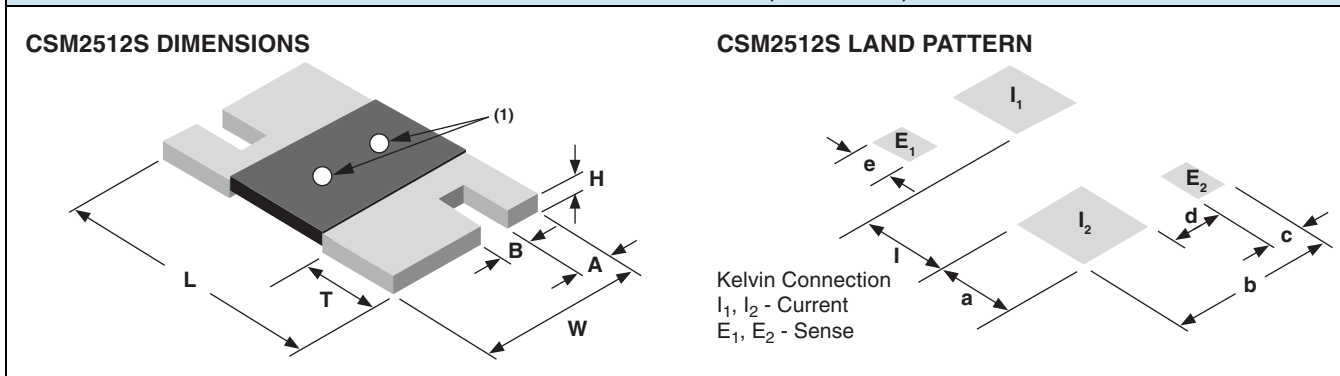 CSM2512S DIMENSIONS
(1)
H
B
A
L
T
W
CSM2512S LAND PATTERN
I1
E1
e
E2
I2
d
c
l
a
b
Kelvin Connection
I1, I2 - Current
E1, E2 - Sense